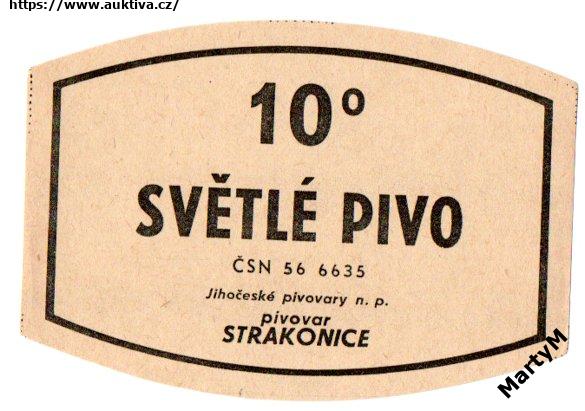 https://www.auktiva.cz/
10°
SVĚTLÉ PIVO
ČSN 56 6635
Jihočeské pivovary n. p.
pivovar
STRAKONICE
MartyM